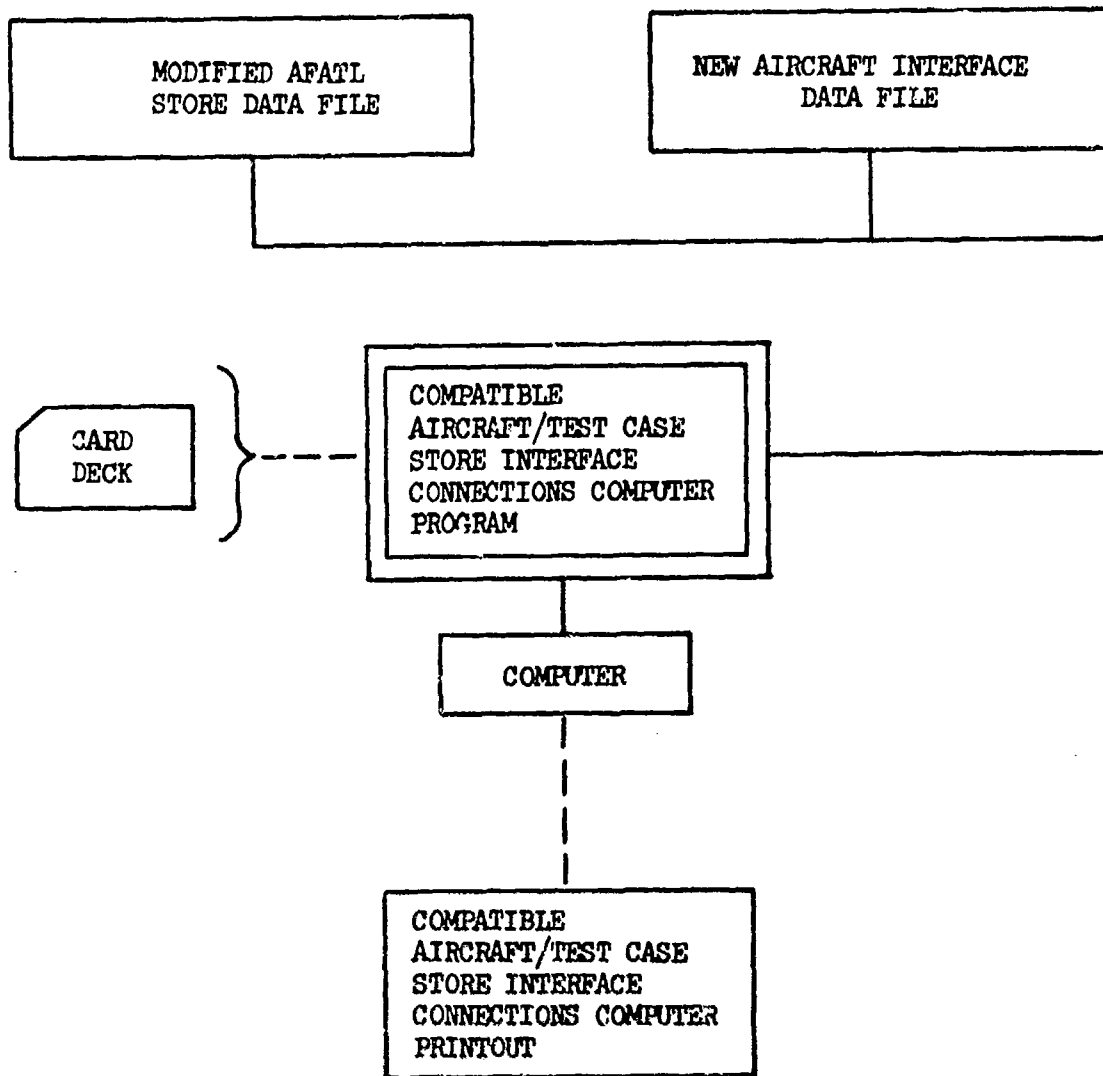 MODIFIED AFATL
STORE DATA FILE
NEW AIRCRAFT INTERFACE
DATA FILE
CARD
DECK
COMPATIBLE
AIRCRAFT/TEST CASE
STORE INTERFACE
CONNECTIONS COMPUTER
PROGRAM
COMPUTER
COMPATIBLE
AIRCRAFT/TEST CASE
STORE INTERFACE
CONNECTIONS COMPUTER
PRINTOUT